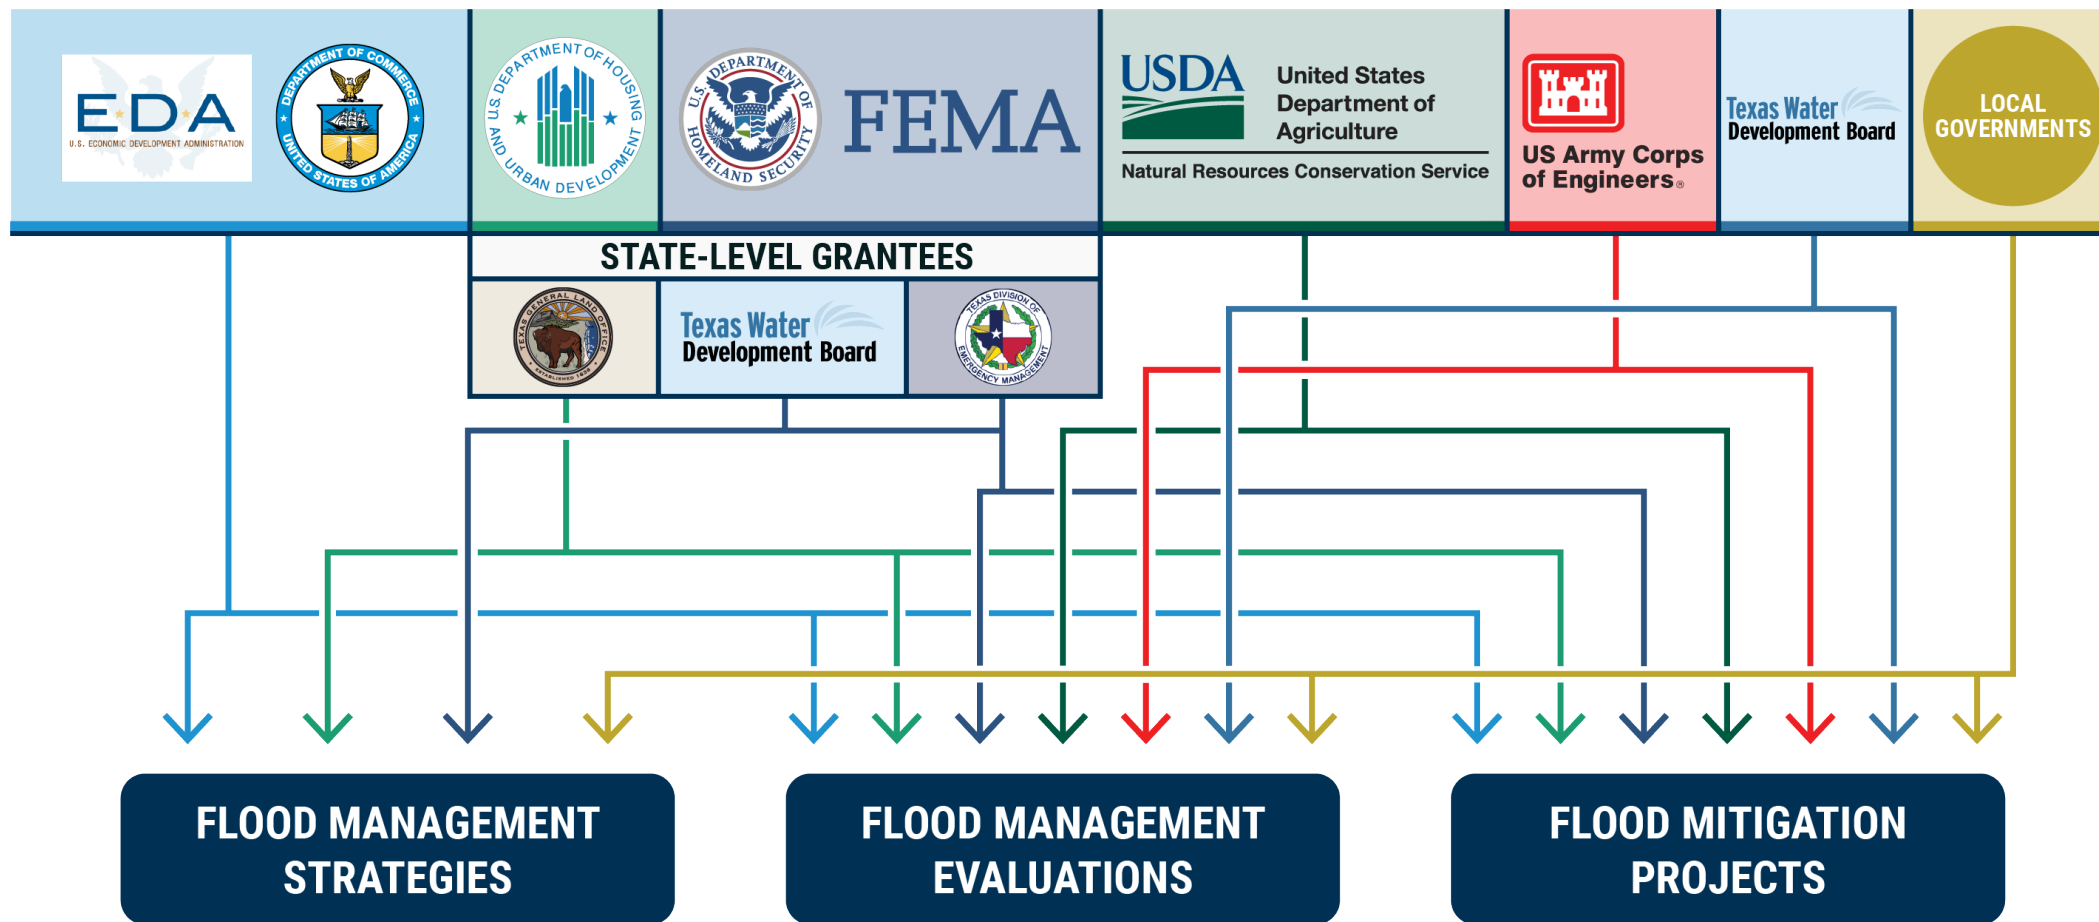 EDA
U.S. ECONOMIC DEVELOPMENT ADMINISTRATION
DEPARTMENT OF COMMERCE
UNITED STATES OF AMERICA
U.S. DEPARTMENT OF HOUSING
AND URBAN DEVELOPMENT
U.S. DEPARTMENT OF
HOMELAND SECURITY
FEMA
USDA
United States
Department of
Agriculture
Natural Resources Conservation Service
US Army Corps
of Engineers®
Texas Water
Development Board
LOCAL
GOVERNMENTS
STATE-LEVEL GRANTEES
TEXAS GENERAL LAND OFFICE
ESTABLISHED 1836
Texas Water
Development Board
TEXAS DIVISION OF
EMERGENCY MANAGEMENT
FLOOD MANAGEMENT
STRATEGIES
FLOOD MANAGEMENT
EVALUATIONS
FLOOD MITIGATION
PROJECTS